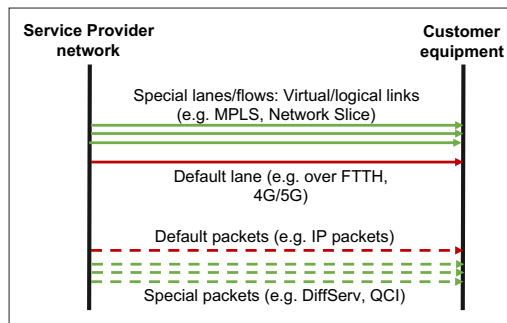 Service Provider
network
Customer
equipment
Special lanes/flows: Virtual/logical links
(e.g. MPLS, Network Slice)
Default lane (e.g. over FTTH,
4G/5G)
Default packets (e.g. IP packets)
Special packets (e.g. DiffServ, QCI)